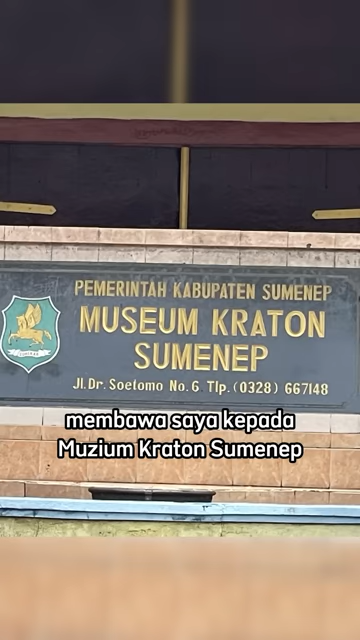 PEMERINTAH KABUPATEN SUMENEP
MUSEUM KRATON
SUMENEP
Jl.Dr. Soetomo No.6 Tlp.(0328) 667148
membawa saya kepada
Muzium Kraton Sumenep